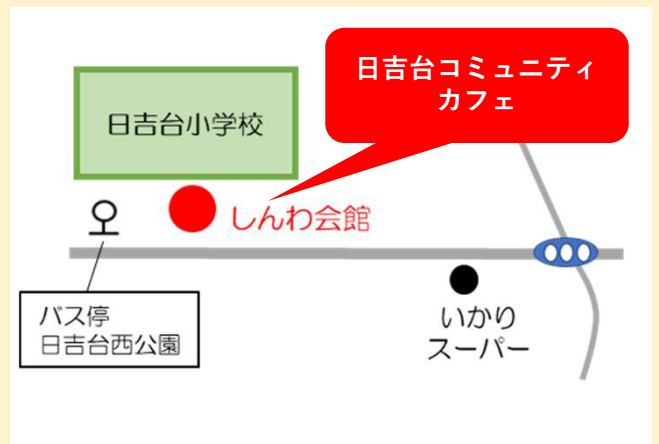 日吉台コミュニティ
カフェ
日吉台小学校
しんわ会館
バス停
日吉台西公園
いかり
スーパー